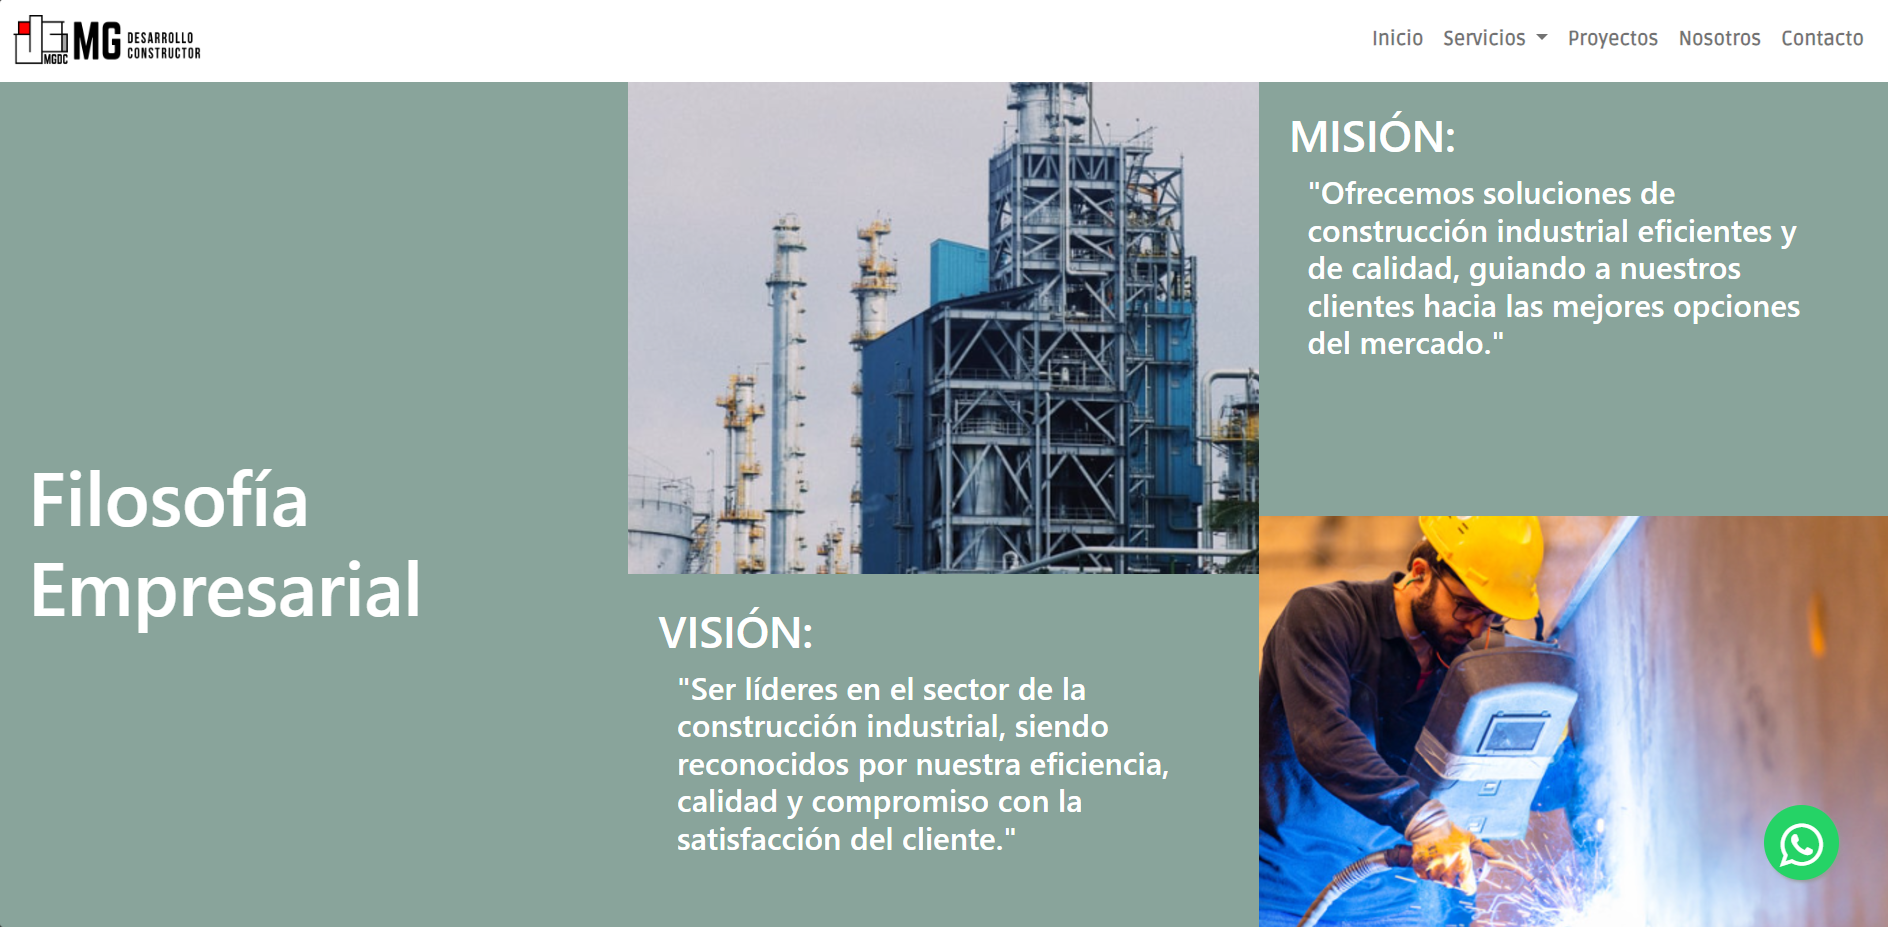 MGDC
MG DESARROLLO
CONSTRUCTOR
Inicio Servicios Proyectos Nosotros Contacto
Filosofía
Empresarial
VISIÓN:
"Ser líderes en el sector de la
construcción industrial, siendo
reconocidos por nuestra eficiencia,
calidad y compromiso con la
satisfacción del cliente."
MISIÓN:
"Ofrecemos soluciones de
construcción industrial eficientes y
de calidad, guiando a nuestros
clientes hacia las mejores opciones
del mercado."